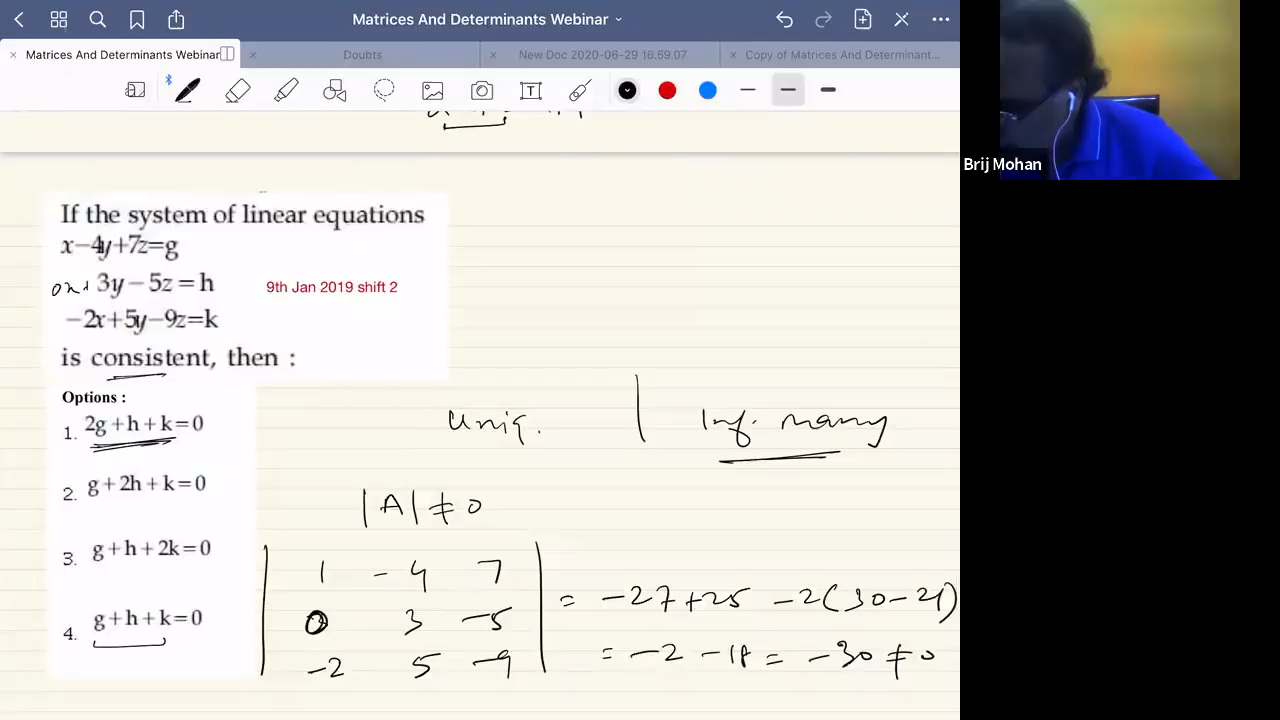 Matrices And Determinants Webinar
Matrices And Determinants Webinar
Doubts
New Doc 2020-06-29 16.59.07
Copy of Matrices And Determinant...
Brij Mohan
If the system of linear equations
x−4y+7z=g
0x+ 3y−5z=h
9th Jan 2019 shift 2
−2x+5y−9z=k
is consistent, then :
Options :
1. 2g+h+k=0
2. g+2h+k=0
3. g+h+2k=0
4. g+h+k=0
Uniq. | Inf. many
|A| ≠ 0
1 -4 7
0 3 -5
-2 5 -9
= -27+25 -2(30-21)
= -2 -18 = -30 ≠ 0